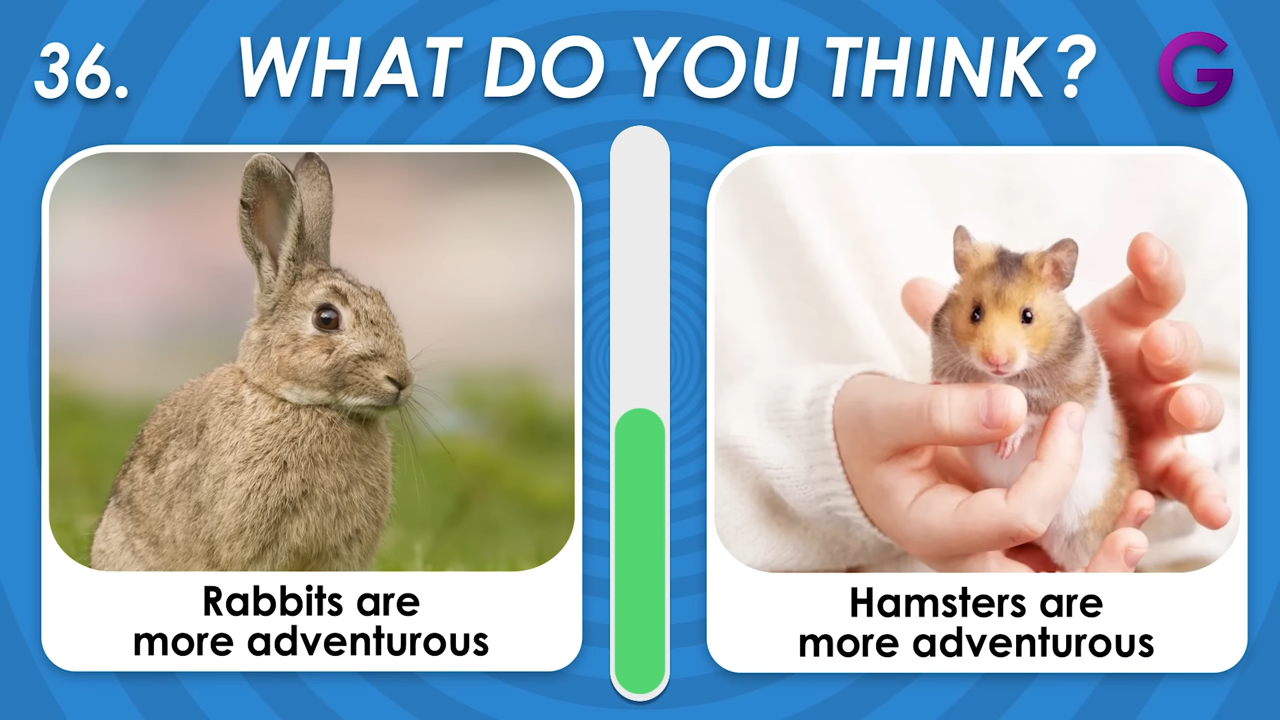 36. WHAT DO YOU THINK? G
Rabbits are
more adventurous
Hamsters are
more adventurous